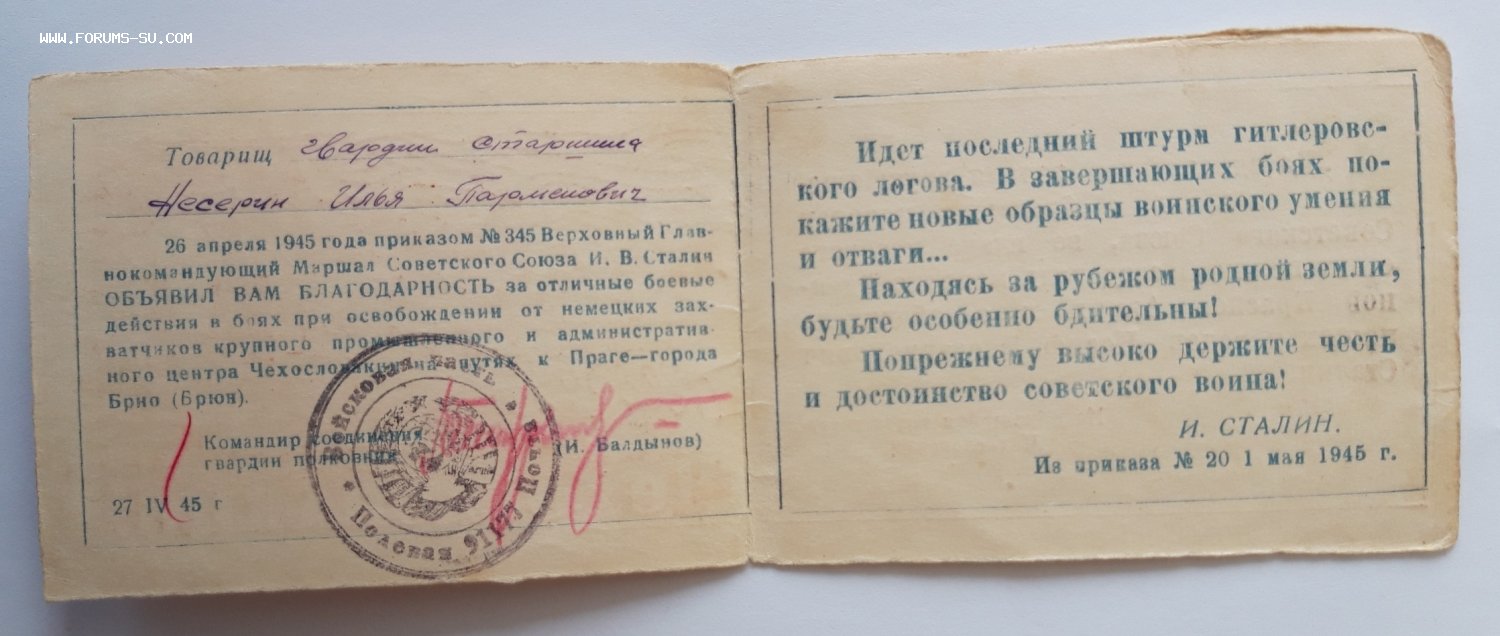 WWW.FORUMS-SU.COM
Товарищ гвардии старшина
Несерин Илья Парменович
26 апреля 1945 года приказом № 345 Верховный Глав-
нокомандующий Маршал Советского Союза И. В. Сталин
ОБЪЯВИЛ ВАМ БЛАГОДАРНОСТЬ за отличные боевые
действия в боях при освобождении от немецких зах-
ватчиков крупного промышленного и административ-
ного центра Чехословакии на путях к Праге—города
Брно (Брюн).
Командир соединения
гвардии полковник (И. Балдынов)
27 IV 45 г
Войсковая часть
Полевая почта
91177
Идет последний штурм гитлеровс-
кого логова. В завершающих боях по-
кажите новые образцы воинского умения
и отваги...
Находясь за рубежом родной земли,
будьте особенно бдительны!
Попрежнему высоко держите честь
и достоинство советского воина!
И. СТАЛИН.
Из приказа № 20 1 мая 1945 г.